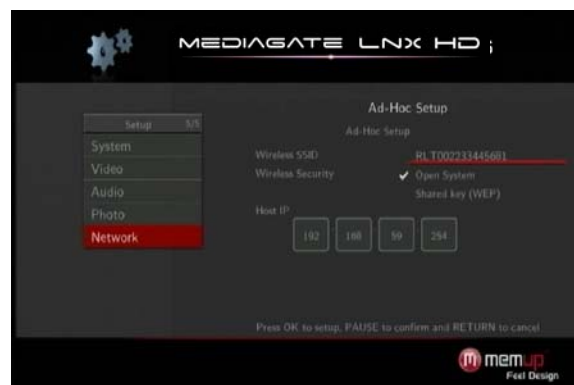 MEDIAGATE LNX HD ;
Ad-Hoc Setup
Setup 5/5
Ad-Hoc Setup
System
Video
Audio
Photo
Network
Wireless SSID RLT002233445681
Wireless Security ✓ Open System
Shared key (WEP)
Host IP
192 168 59 254
Press OK to setup, PAUSE to confirm and RETURN to cancel
m memup
Feel Design